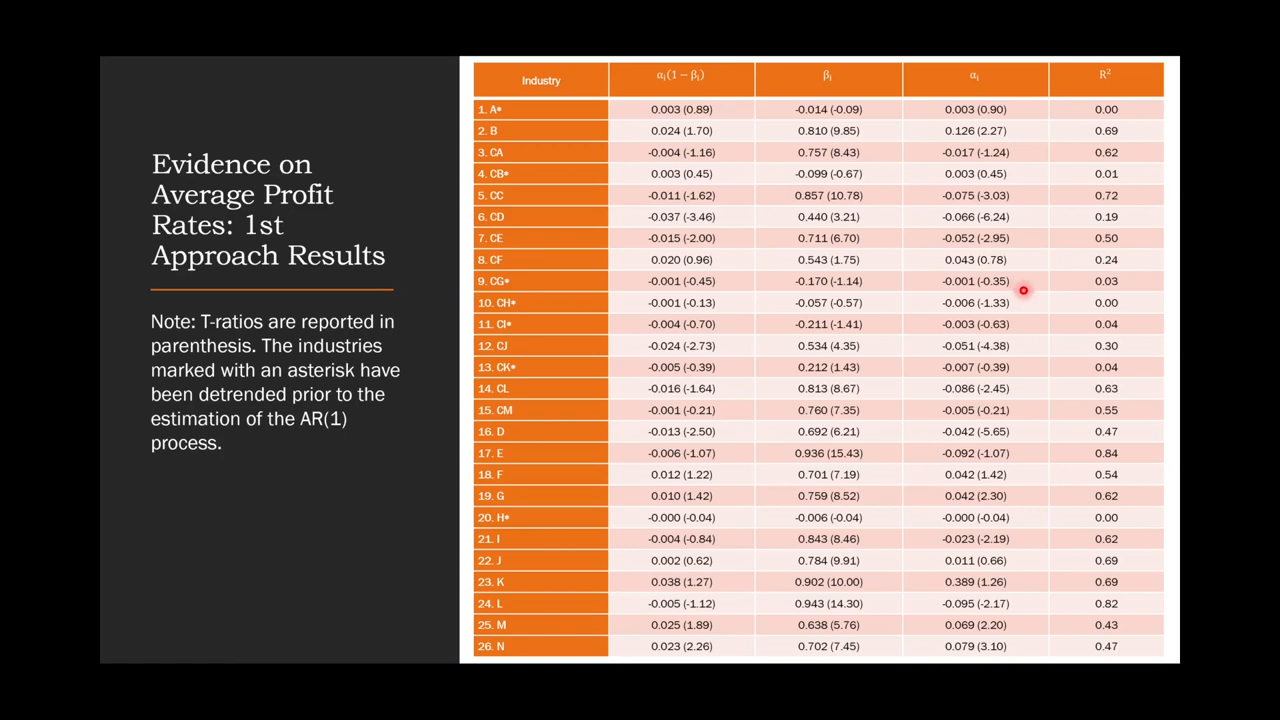 Evidence on
Average Profit
Rates: 1st
Approach Results
Note: T-ratios are reported in
parenthesis. The industries
marked with an asterisk have
been detrended prior to the
estimation of the AR(1)
process.
Industry αᵢ(1 − βᵢ) βᵢ αᵢ R²
1. A* 0.003 (0.89) -0.014 (-0.09) 0.003 (0.90) 0.00
2. B 0.024 (1.70) 0.810 (9.85) 0.126 (2.27) 0.69
3. CA -0.004 (-1.16) 0.757 (8.43) -0.017 (-1.24) 0.62
4. CB* 0.003 (0.45) -0.099 (-0.67) 0.003 (0.45) 0.01
5. CC -0.011 (-1.62) 0.857 (10.78) -0.075 (-3.03) 0.72
6. CD -0.037 (-3.46) 0.440 (3.21) -0.066 (-6.24) 0.19
7. CE -0.015 (-2.00) 0.711 (6.70) -0.052 (-2.95) 0.50
8. CF 0.020 (0.96) 0.543 (1.75) 0.043 (0.78) 0.24
9. CG* -0.001 (-0.45) -0.170 (-1.14) -0.001 (-0.35) 0.03
10. CH* -0.001 (-0.13) -0.057 (-0.57) -0.006 (-1.33) 0.00
11. CI* -0.004 (-0.70) -0.211 (-1.41) -0.003 (-0.63) 0.04
12. CJ -0.024 (-2.73) 0.534 (4.35) -0.051 (-4.38) 0.30
13. CK* -0.005 (-0.39) 0.212 (1.43) -0.007 (-0.39) 0.04
14. CL -0.016 (-1.64) 0.813 (8.67) -0.086 (-2.45) 0.63
15. CM -0.001 (-0.21) 0.760 (7.35) -0.005 (-0.21) 0.55
16. D -0.013 (-2.50) 0.692 (6.21) -0.042 (-5.65) 0.47
17. E -0.006 (-1.07) 0.936 (15.43) -0.092 (-1.07) 0.84
18. F 0.012 (1.22) 0.701 (7.19) 0.042 (1.42) 0.54
19. G 0.010 (1.42) 0.759 (8.52) 0.042 (2.30) 0.62
20. H* -0.000 (-0.04) -0.006 (-0.04) -0.000 (-0.04) 0.00
21. I -0.004 (-0.84) 0.843 (8.46) -0.023 (-2.19) 0.62
22. J 0.002 (0.62) 0.784 (9.91) 0.011 (0.66) 0.69
23. K 0.038 (1.27) 0.902 (10.00) 0.389 (1.26) 0.69
24. L -0.005 (-1.12) 0.943 (14.30) -0.095 (-2.17) 0.82
25. M 0.025 (1.89) 0.638 (5.76) 0.069 (2.20) 0.43
26. N 0.023 (2.26) 0.702 (7.45) 0.079 (3.10) 0.47